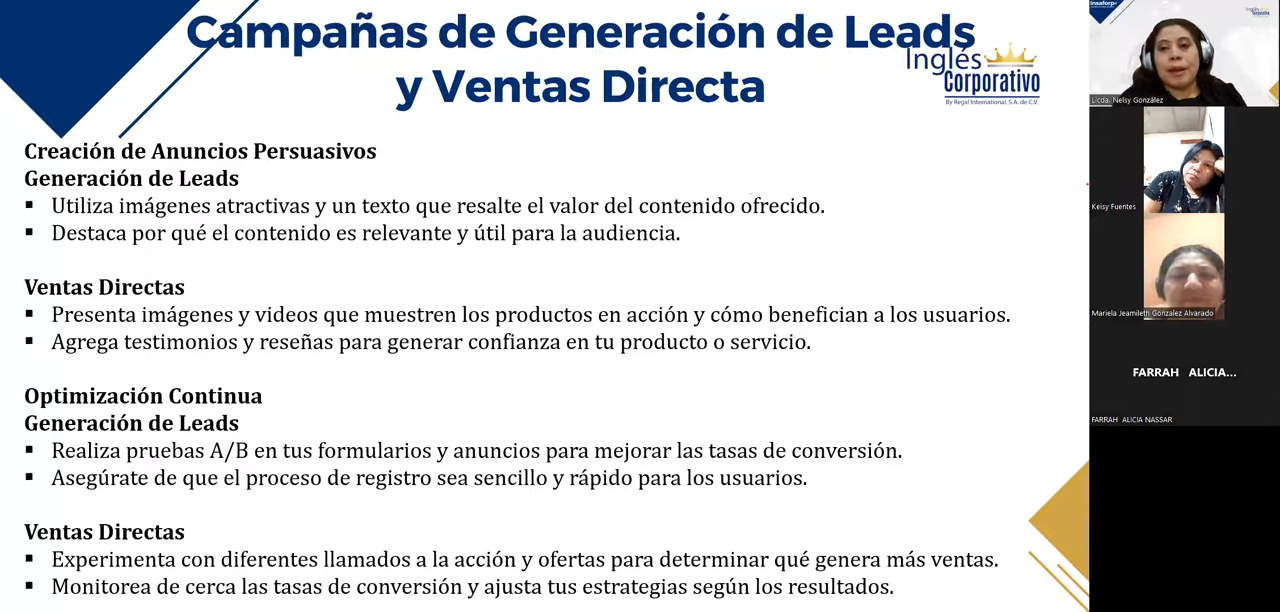 Campañas de Generación de Leads
y Ventas Directa
Inglés
Corporativo
By Regal International, S.A. de C.V.
Creación de Anuncios Persuasivos
Generación de Leads
▪ Utiliza imágenes atractivas y un texto que resalte el valor del contenido ofrecido.
▪ Destaca por qué el contenido es relevante y útil para la audiencia.
Ventas Directas
▪ Presenta imágenes y videos que muestren los productos en acción y cómo benefician a los usuarios.
▪ Agrega testimonios y reseñas para generar confianza en tu producto o servicio.
Optimización Continua
Generación de Leads
▪ Realiza pruebas A/B en tus formularios y anuncios para mejorar las tasas de conversión.
▪ Asegúrate de que el proceso de registro sea sencillo y rápido para los usuarios.
Ventas Directas
▪ Experimenta con diferentes llamados a la acción y ofertas para determinar qué genera más ventas.
▪ Monitorea de cerca las tasas de conversión y ajusta tus estrategias según los resultados.
Insaforp
Inglés
Corporativo
Licda. Nelsy González
Keisy Fuentes
Mariela Jeamileth Gonzalez Alvarado
FARRAH ALICIA...
FARRAH ALICIA NASSAR